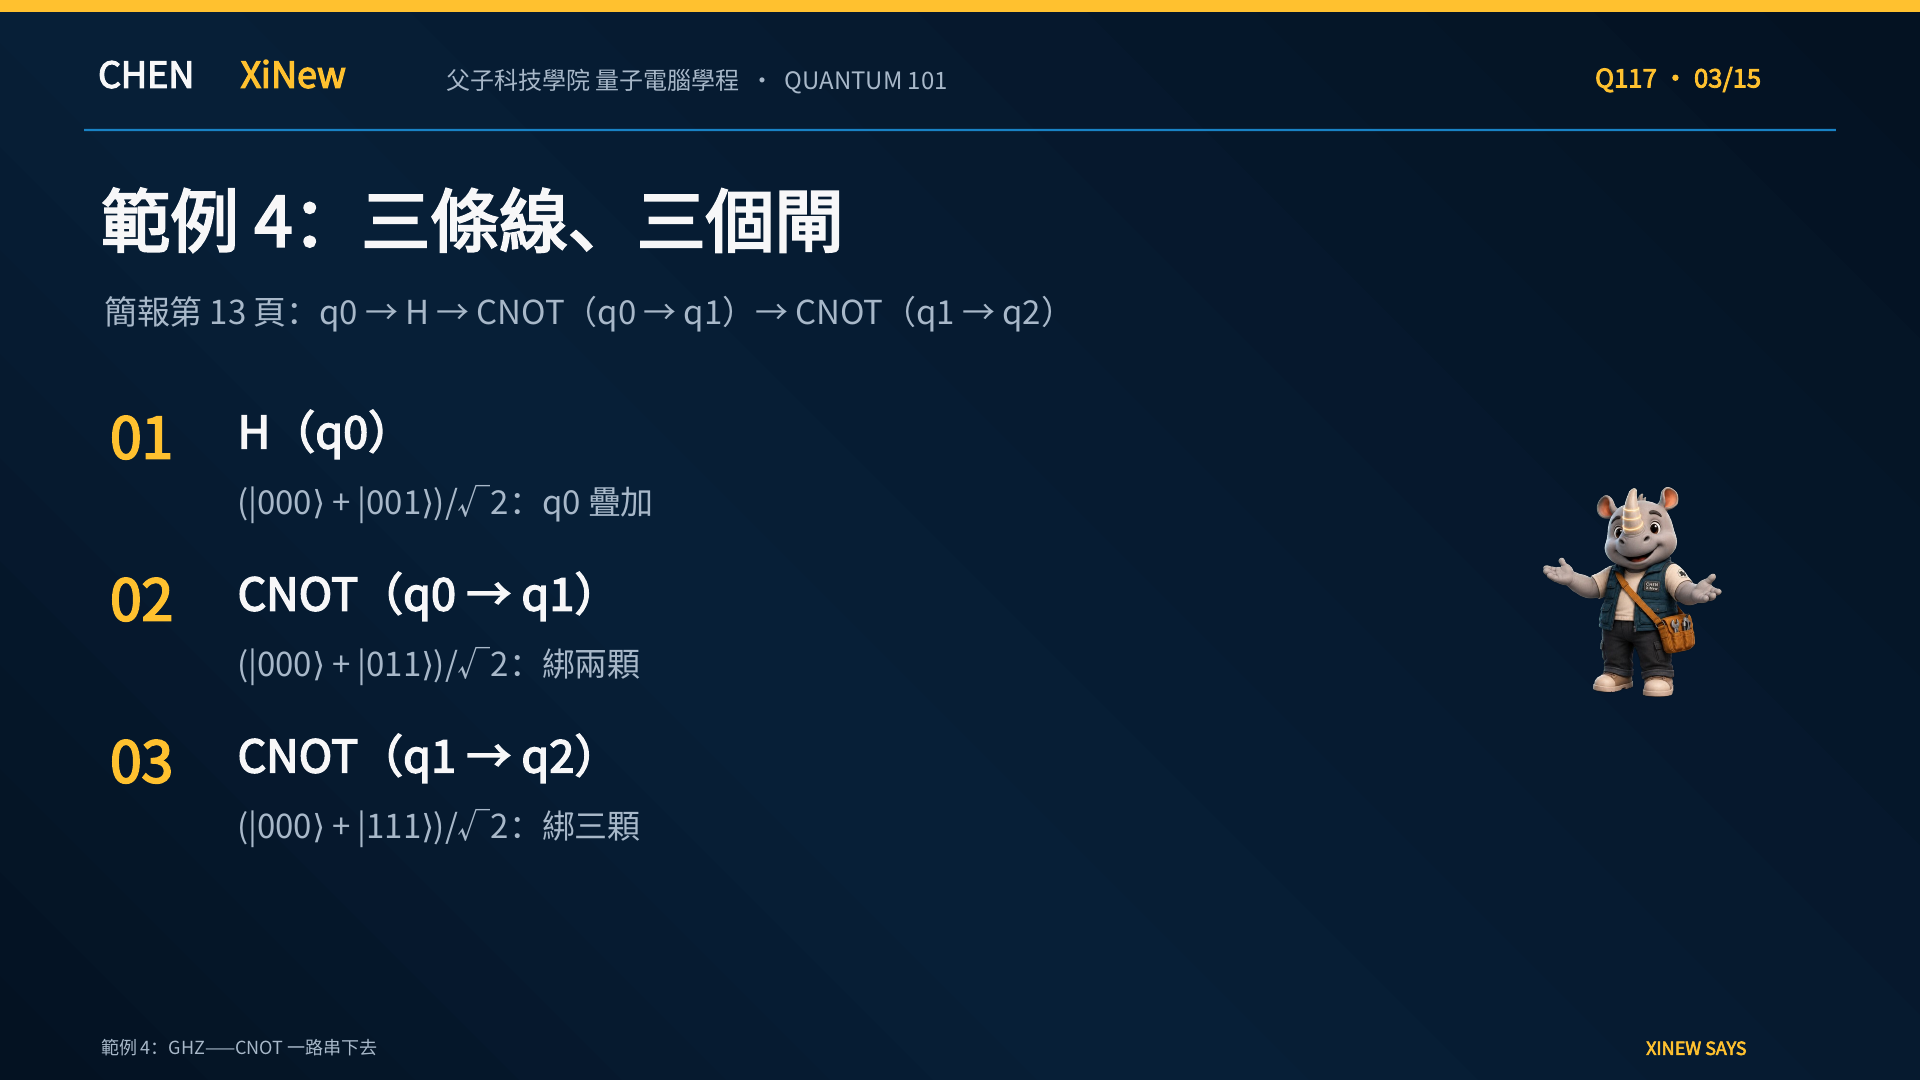 CHEN XiNew 父子科技學院 量子電腦學程 • QUANTUM 101 Q117 • 03/15
範例 4：三條線、三個閘
簡報第 13 頁：q0 → H → CNOT（q0 → q1）→ CNOT（q1 → q2）
01 H（q0）
(|000⟩ + |001⟩)/√2：q0 疊加
02 CNOT（q0 → q1）
(|000⟩ + |011⟩)/√2：綁兩顆
03 CNOT（q1 → q2）
(|000⟩ + |111⟩)/√2：綁三顆
範例 4：GHZ——CNOT 一路串下去 XINEW SAYS